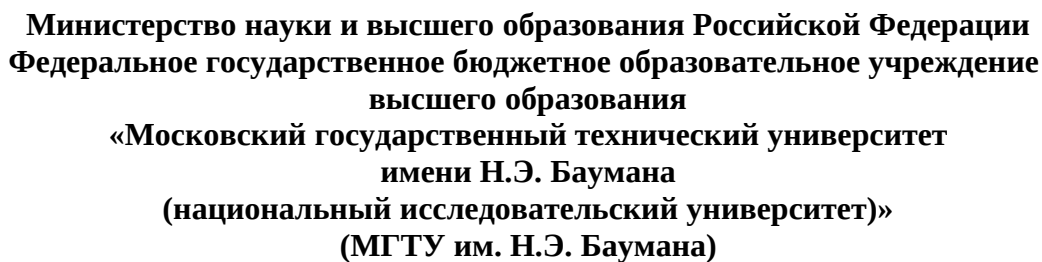 Министерство науки и высшего образования Российской Федерации
Федеральное государственное бюджетное образовательное учреждение
высшего образования
«Московский государственный технический университет
имени Н.Э. Баумана
(национальный исследовательский университет)»
(МГТУ им. Н.Э. Баумана)